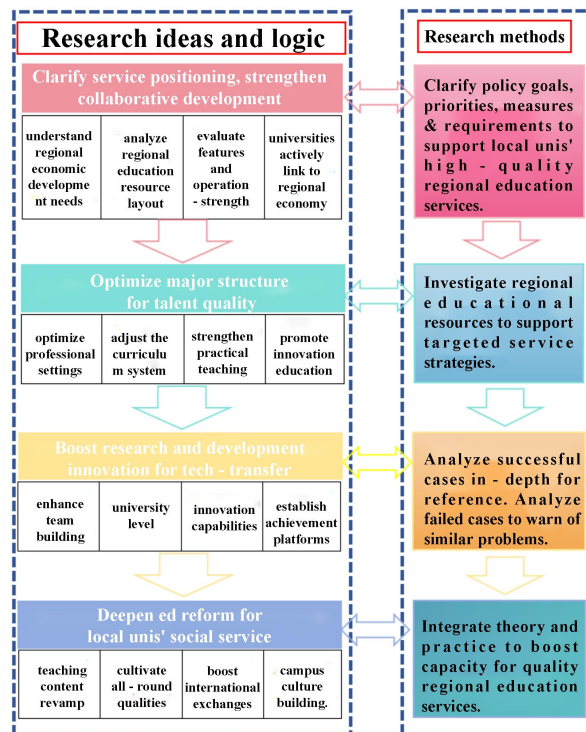 Research ideas and logic
Clarify service positioning, strengthen
collaborative development
understand
regional
economic
developme
nt needs
analyze
regional
education
resource
layout
evaluate
features
and
operation
- strength
universities
actively
link to
regional
economy
Optimize major structure
for talent quality
optimize
professional
settings
adjust the
curriculu
m system
strengthen
practical
teaching
promote
innovation
education
Boost research and development
innovation for tech - transfer
enhance
team
building
university
level
innovation
capabilities
establish
achievement
platforms
Deepen ed reform for
local unis' social service
teaching
content
revamp
cultivate
all - round
qualities
boost
international
exchanges
campus
culture
building.
Research methods
Clarify policy goals,
priorities, measures
& requirements to
support local unis'
high - quality
regional education
services.
Investigate regional
educational
resources to support
targeted service
strategies.
Analyze successful
cases in - depth for
reference. Analyze
failed cases to warn of
similar problems.
Integrate theory and
practice to boost
capacity for quality
regional education
services.